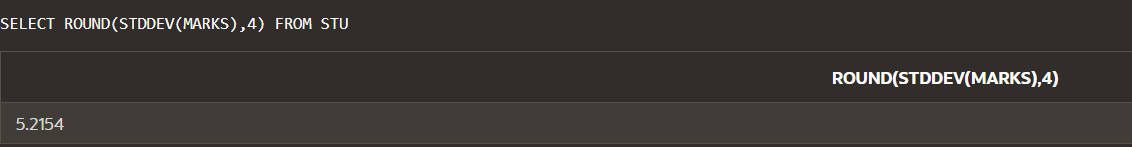 SELECT ROUND(STDDEV(MARKS),4) FROM STU
ROUND(STDDEV(MARKS),4)
5.2154